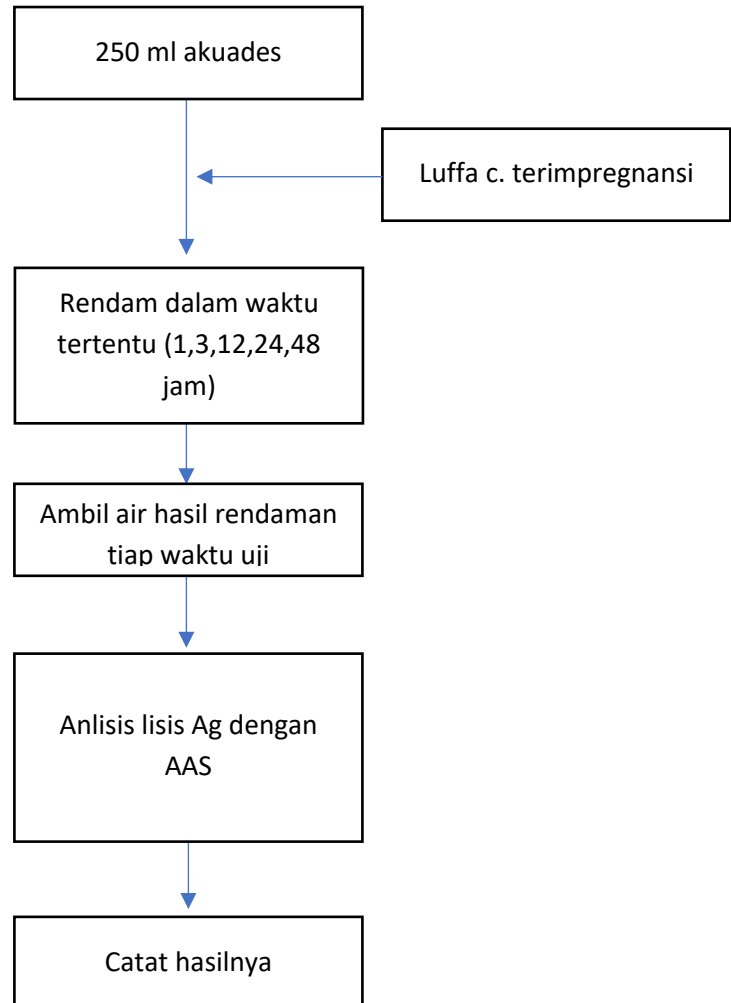 250 ml akuades
Luffa c. terimpregnansi
Rendam dalam waktu
tertentu (1,3,12,24,48
jam)
Ambil air hasil rendaman
tiap waktu uji
Anlisis lisis Ag dengan
AAS
Catat hasilnya